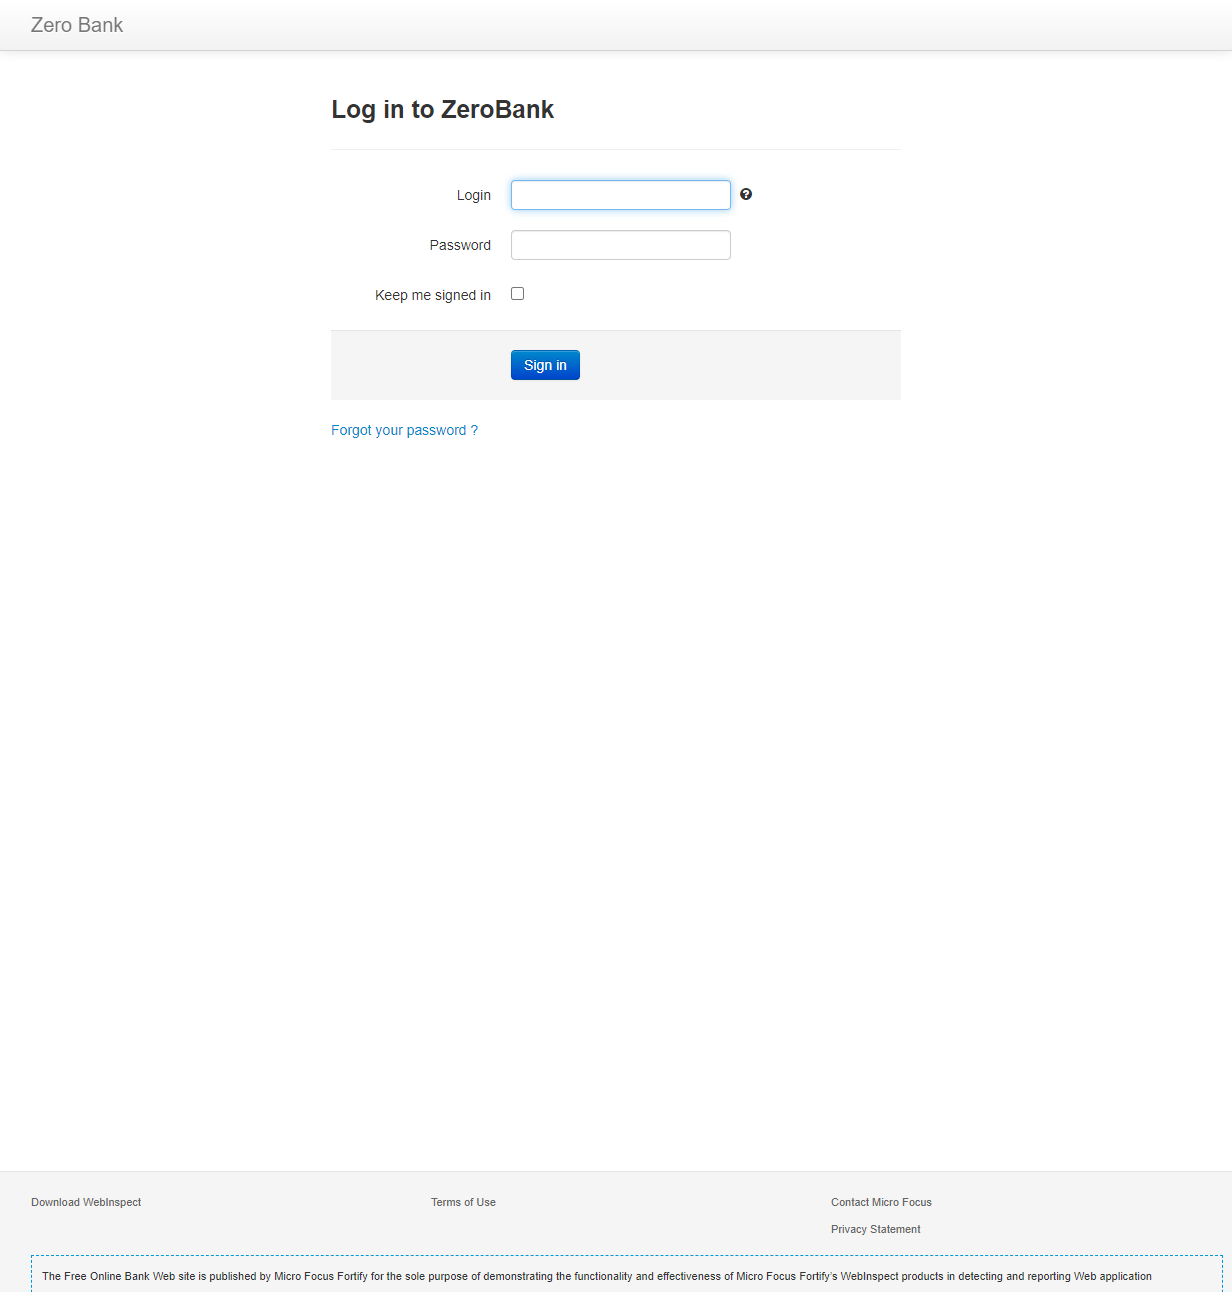 Zero Bank
Log in to ZeroBank
Login
Password
Keep me signed in
Sign in
Forgot your password ?
Download WebInspect
Terms of Use
Contact Micro Focus
Privacy Statement
The Free Online Bank Web site is published by Micro Focus Fortify for the sole purpose of demonstrating the functionality and effectiveness of Micro Focus Fortify's WebInspect products in detecting and reporting Web application